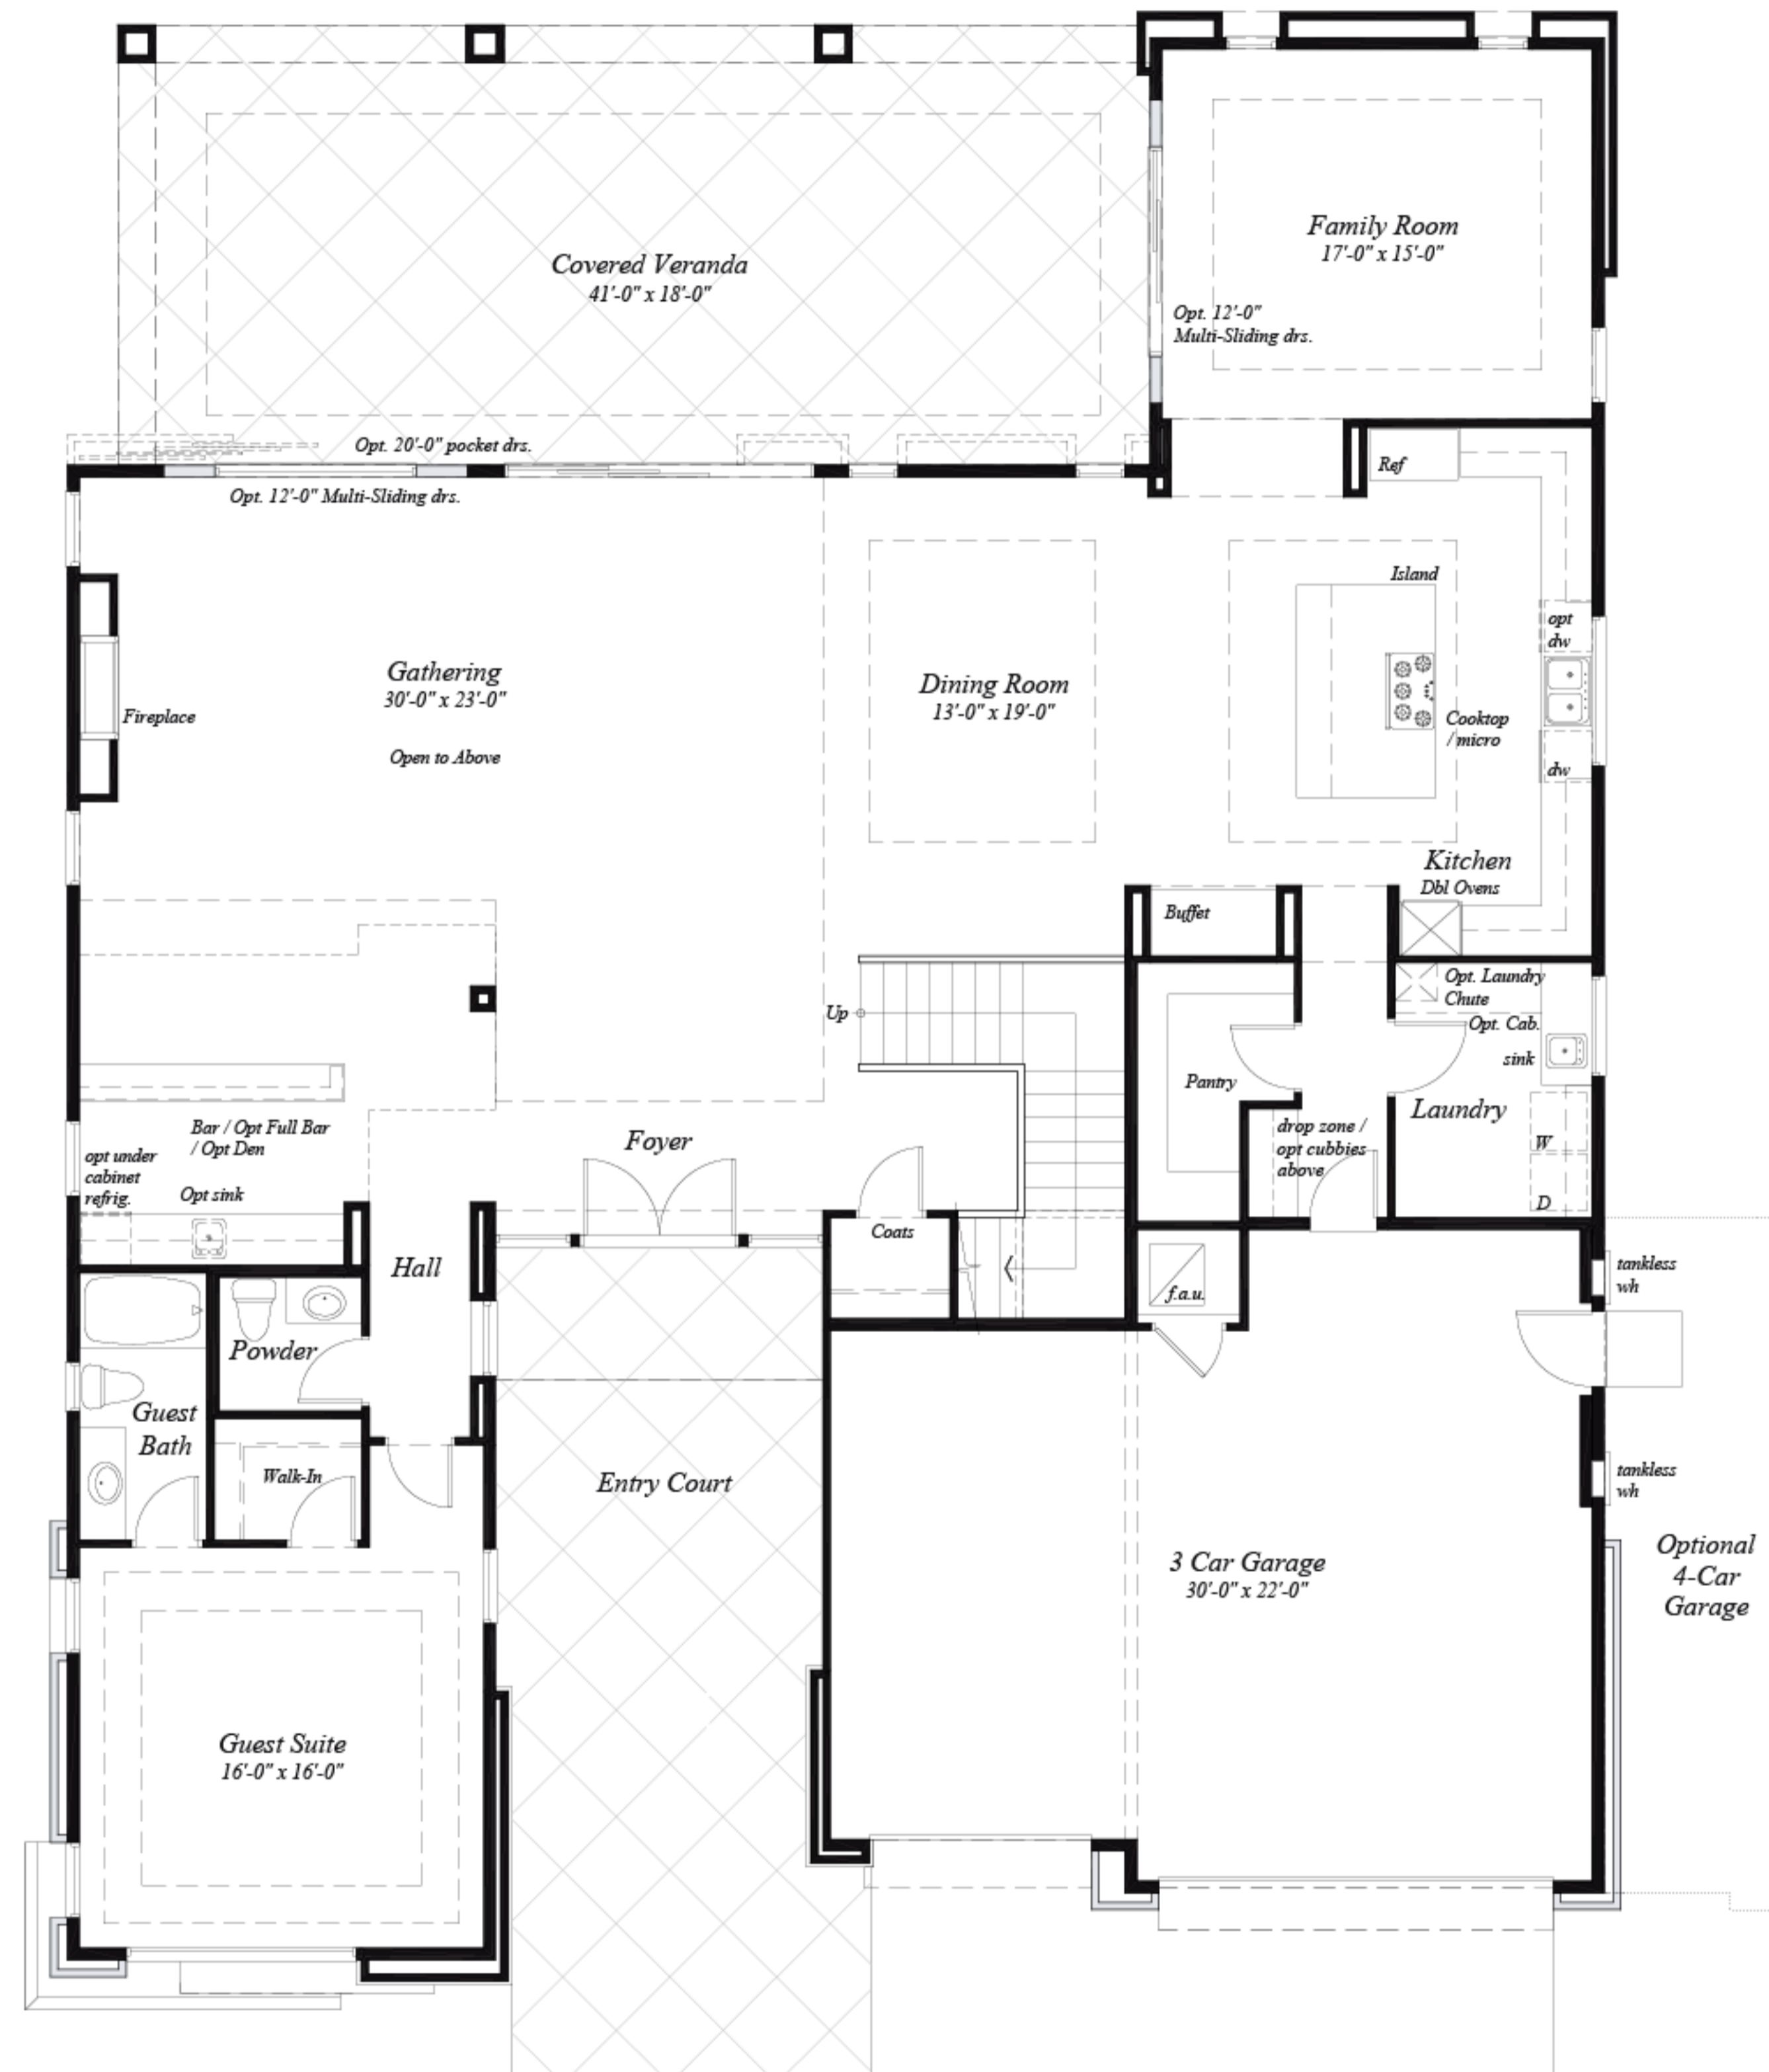 Family Room
17'-0" x 15'-0"
Covered Veranda
41'-0" x 18'-0"
Opt. 12'-0"
Multi-Sliding drs.
Opt. 20'-0" pocket drs.
Ref
Opt. 12'-0" Multi-Sliding drs.
Island
opt
dw
Gathering
30'-0" x 23'-0"
Dining Room
13'-0" x 19'-0"
Fireplace
Cooktop
/ micro
Open to Above
dw
Kitchen
Dbl Ovens
Buffet
Opt. Laundry
Chute
Up
Opt. Cab.
sink
Pantry
Laundry
Bar / Opt Full Bar
/ Opt Den
Foyer
drop zone /
opt cubbies
above
W
opt under
cabinet
refrig.
Opt sink
D
Coats
Hall
f.a.u.
tankless
wh
Powder
Guest
Bath
Walk-In
Entry Court
tankless
wh
3 Car Garage
30'-0" x 22'-0"
Optional
4-Car
Garage
Guest Suite
16'-0" x 16'-0"